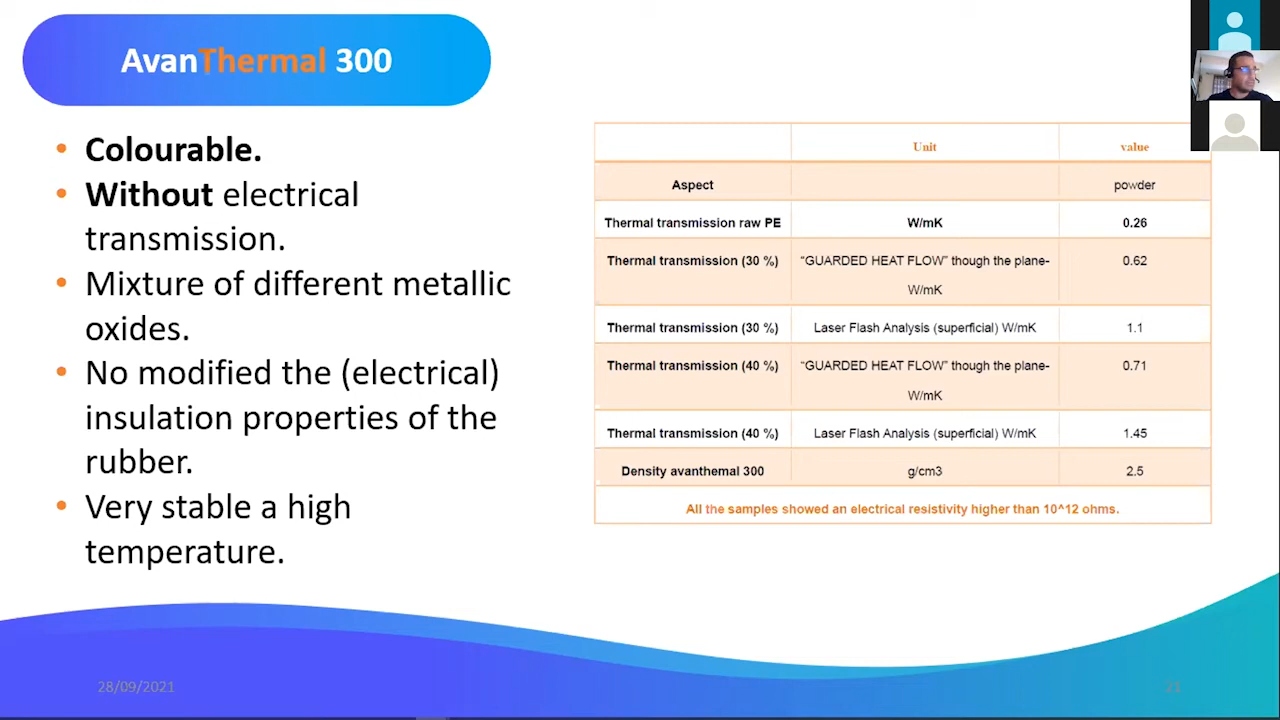 AvanThermal 300
• Colourable.
• Without electrical
transmission.
• Mixture of different metallic
oxides.
• No modified the (electrical)
insulation properties of the
rubber.
• Very stable a high
temperature.
Unit value
Aspect powder
Thermal transmission raw PE W/mK 0.26
Thermal transmission (30 %) “GUARDED HEAT FLOW” though the plane- 0.62
W/mK
Thermal transmission (30 %) Laser Flash Analysis (superficial) W/mK 1.1
Thermal transmission (40 %) “GUARDED HEAT FLOW” though the plane- 0.71
W/mK
Thermal transmission (40 %) Laser Flash Analysis (superficial) W/mK 1.45
Density avanthemal 300 g/cm3 2.5
All the samples showed an electrical resistivity higher than 10^12 ohms.
28/09/2021 21